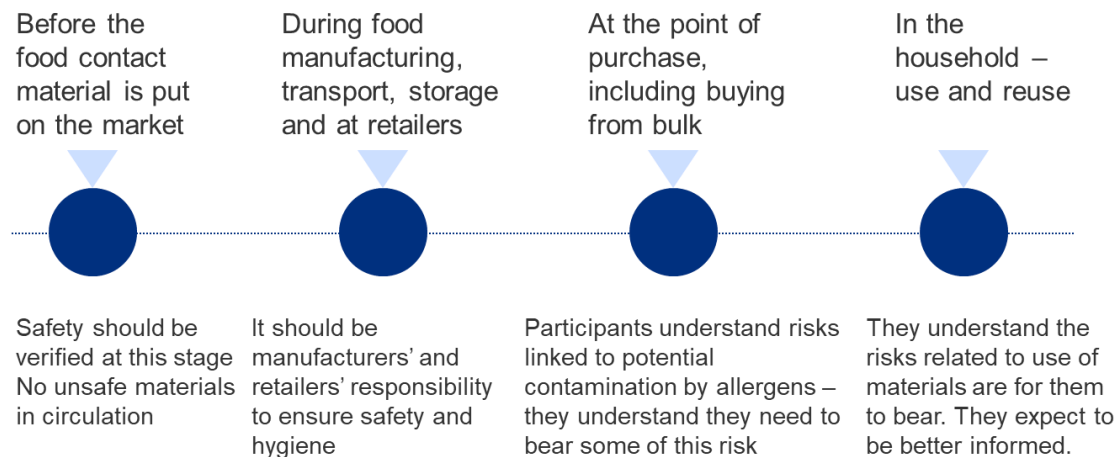 Before the
food contact
material is put
on the market
During food
manufacturing,
transport, storage
and at retailers
At the point of
purchase,
including buying
from bulk
In the
household –
use and reuse
Safety should be
verified at this stage
No unsafe materials
in circulation
It should be
manufacturers’ and
retailers’ responsibility
to ensure safety and
hygiene
Participants understand risks
linked to potential
contamination by allergens –
they understand they need to
bear some of this risk
They understand the
risks related to use of
materials are for them
to bear. They expect to
be better informed.